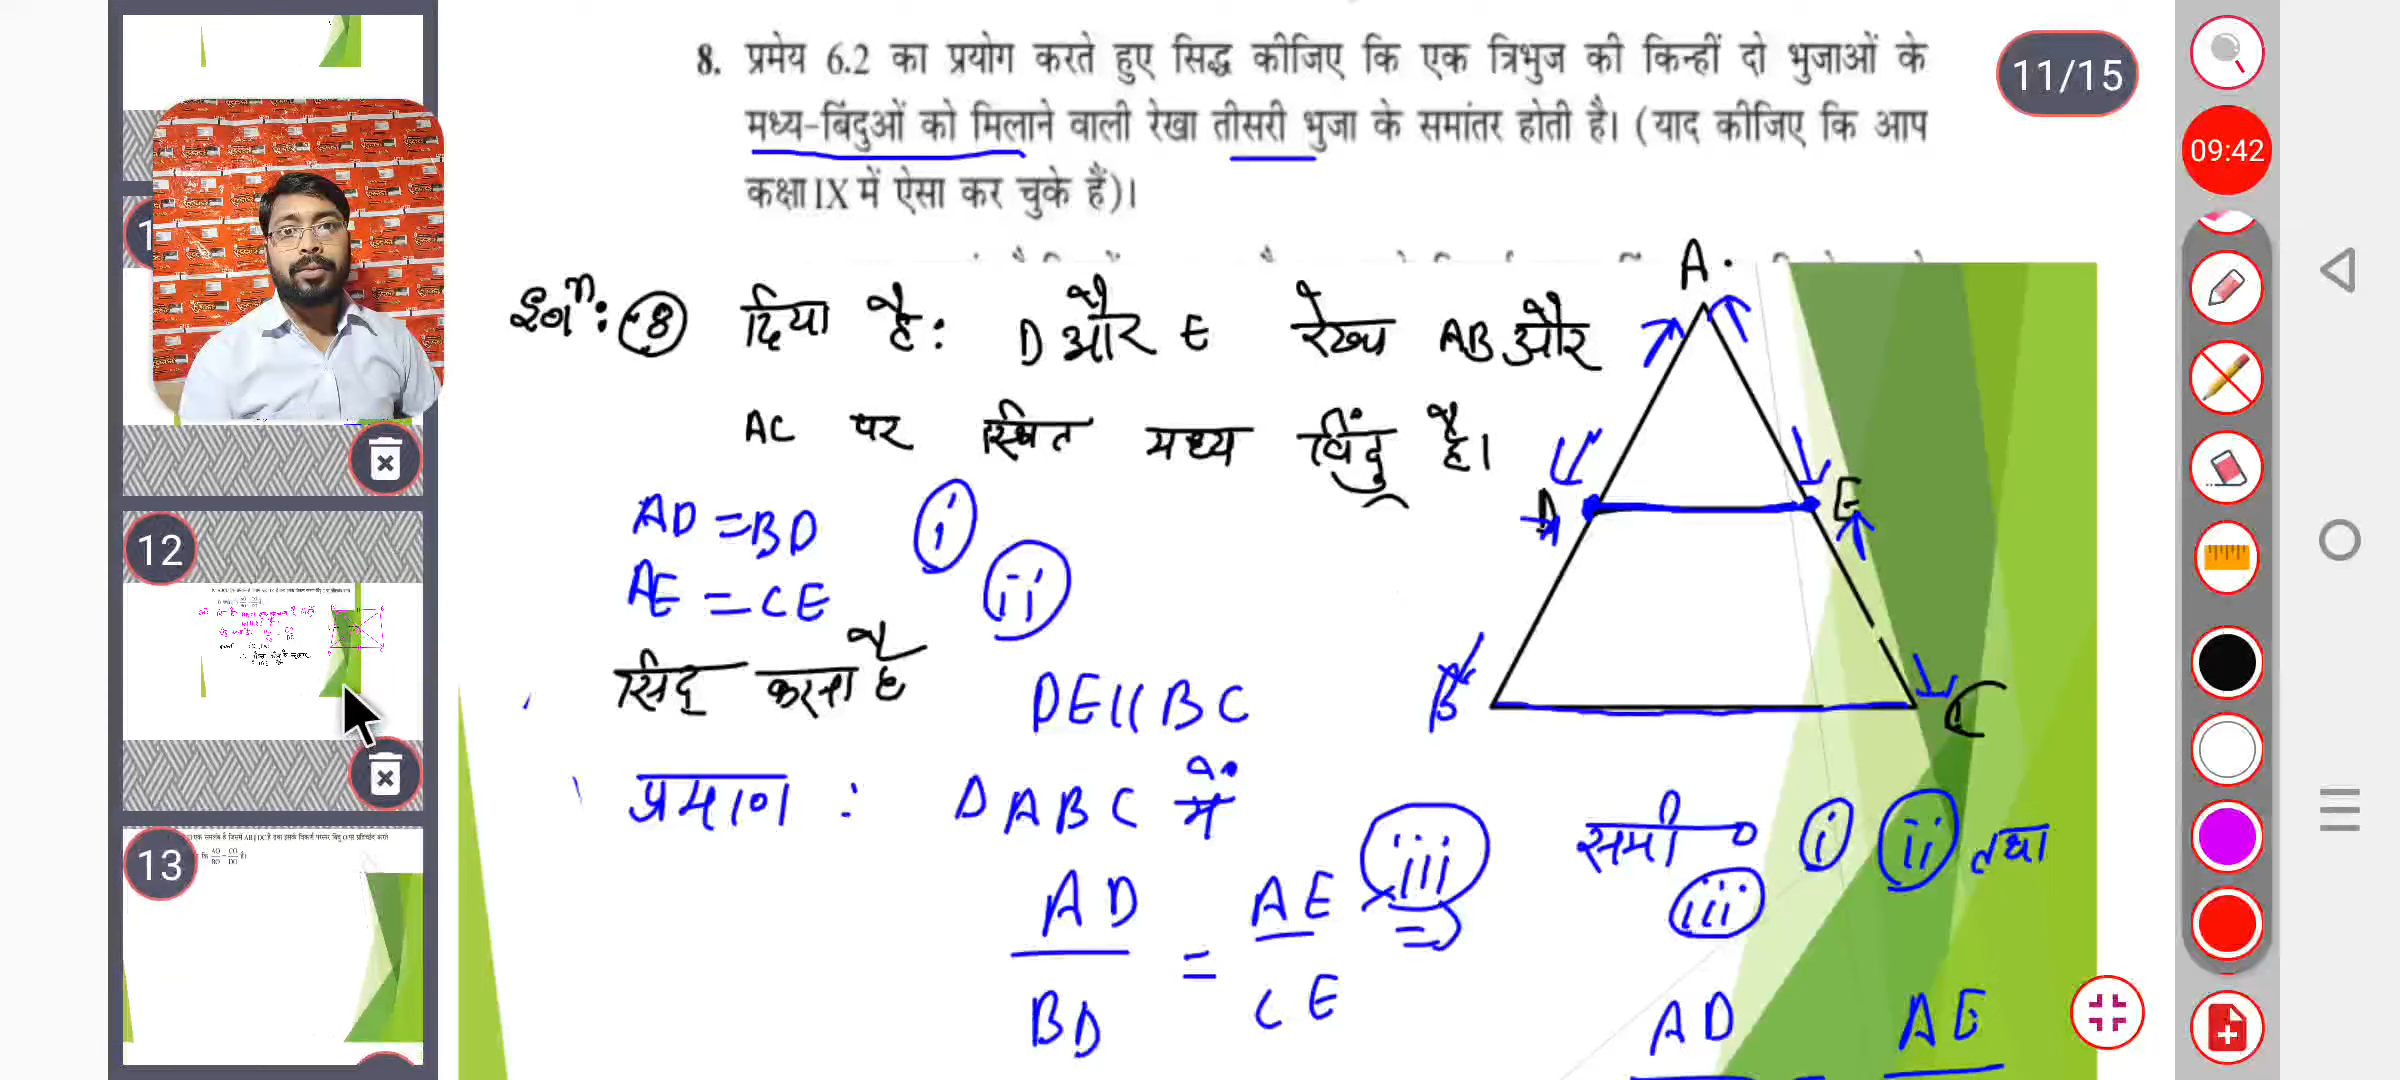 8. प्रमेय 6.2 का प्रयोग करते हुए सिद्ध कीजिए कि एक त्रिभुज की किन्हीं दो भुजाओं के
मध्य-बिंदुओं को मिलाने वाली रेखा तीसरी भुजा के समांतर होती है। (याद कीजिए कि आप
कक्षा IX में ऐसा कर चुके हैं)।
11/15
09:42
Solⁿ: 8 दिया है: D और E रेखा AB और
AC पर स्थित मध्य बिंदु है।
A
D
E
B
C
AD = BD i
AE = CE ii
सिद्ध करना है DE || BC
प्रमाण : Δ ABC में
AD/BD = AE/CE iii
समी० i ii तथा
iii
AD AE
12
13